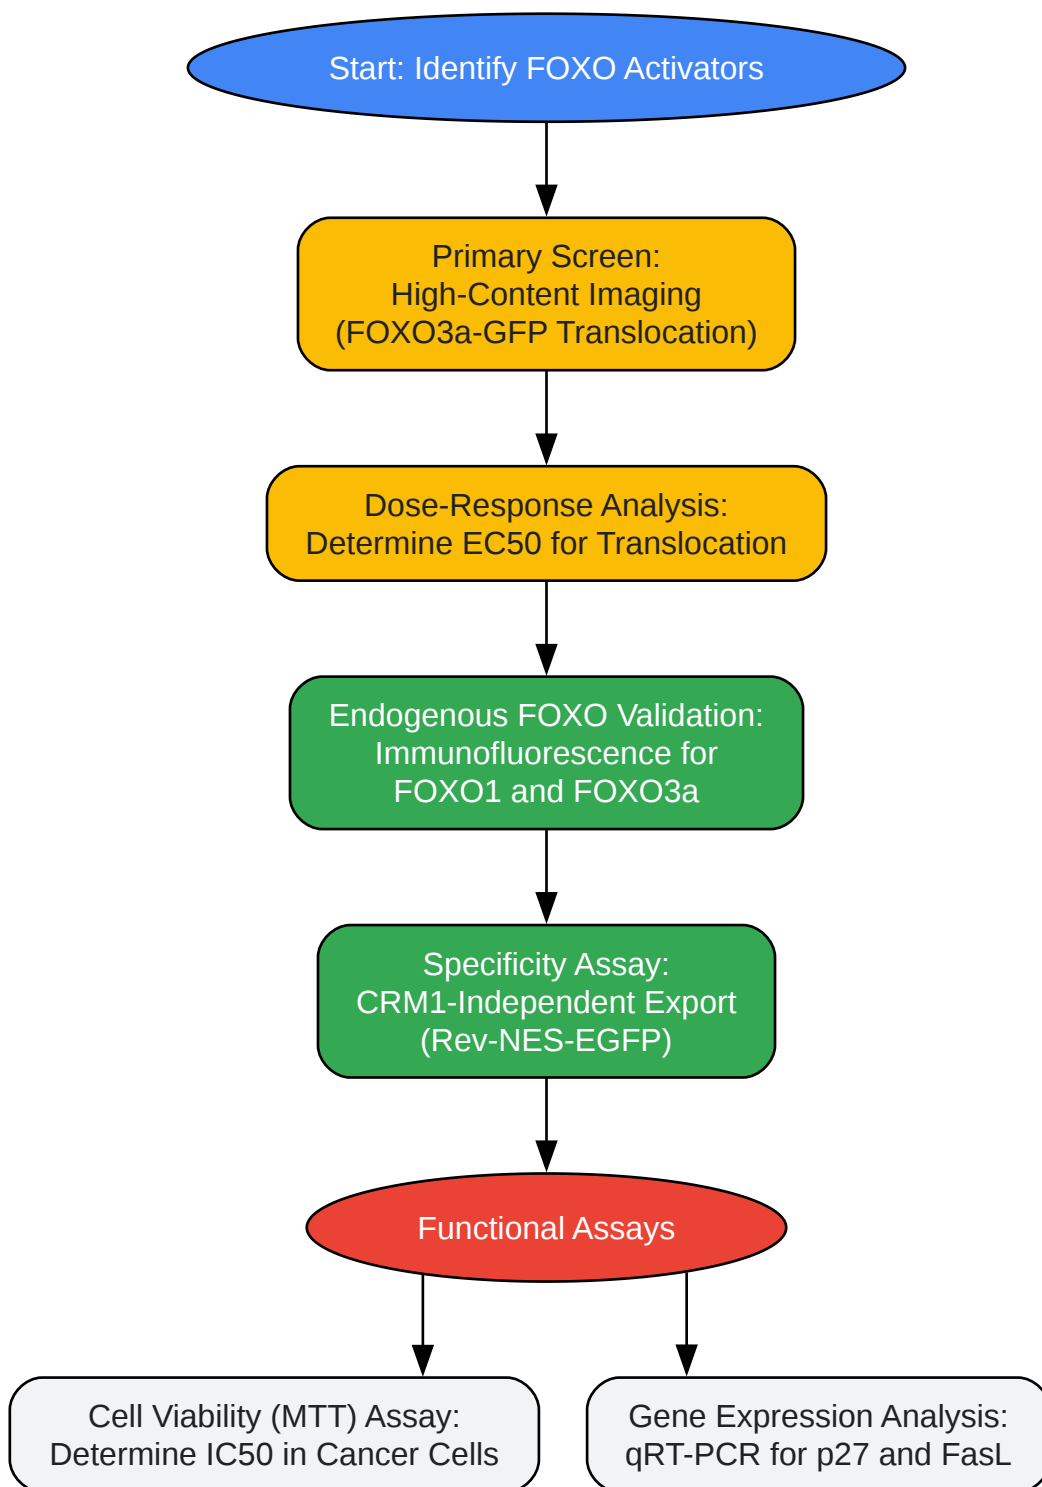 Start: Identify FOXO Activators
Primary Screen:
High-Content Imaging
(FOXO3a-GFP Translocation)
Dose-Response Analysis:
Determine EC50 for Translocation
Endogenous FOXO Validation:
Immunofluorescence for
FOXO1 and FOXO3a
Specificity Assay:
CRM1-Independent Export
(Rev-NES-EGFP)
Functional Assays
Cell Viability (MTT) Assay:
Determine IC50 in Cancer Cells
Gene Expression Analysis:
qRT-PCR for p27 and FasL